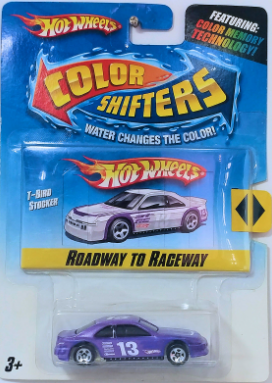 Hot Wheels
FEATURING:
COLOR MEMORY
TECHNOLOGY!
COLOR
SHIFTERS
WATER CHANGES THE COLOR!
Hot Wheels
T-BIRD
STOCKER
ROADWAY TO RACEWAY
13
3+